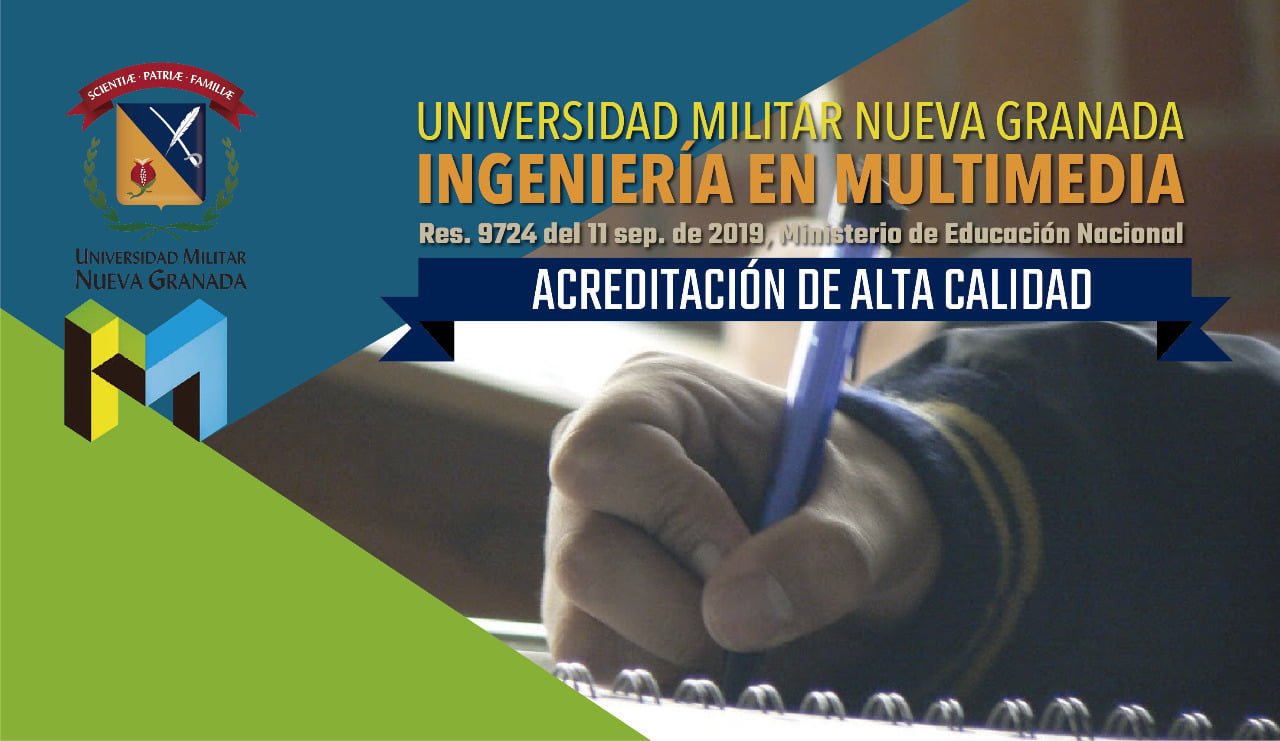 SCIENTIÆ · PATRIÆ · FAMILIÆ
UNIVERSIDAD MILITAR
NUEVA GRANADA
UNIVERSIDAD MILITAR NUEVA GRANADA
INGENIERÍA EN MULTIMEDIA
Res. 9724 del 11 sep. de 2019, Ministerio de Educación Nacional
ACREDITACIÓN DE ALTA CALIDAD